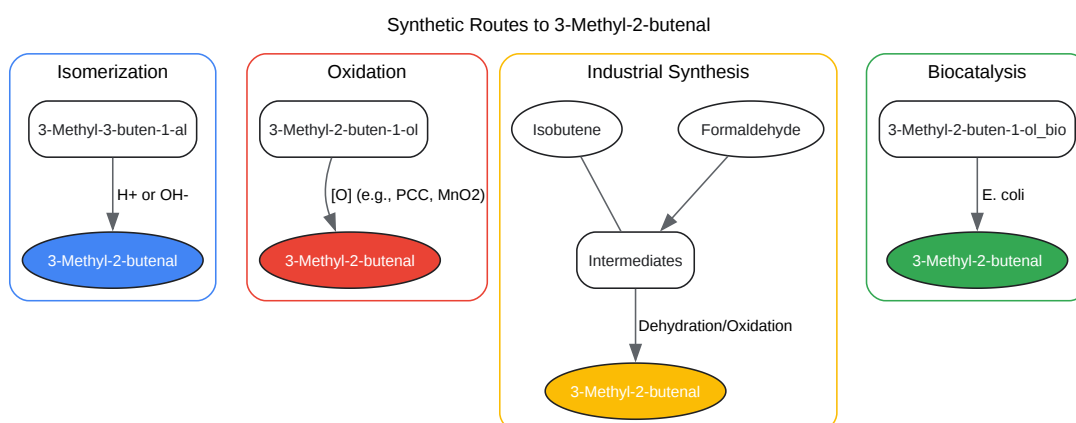 Synthetic Routes to 3-Methyl-2-butenal
Isomerization
3-Methyl-3-buten-1-al
H+ or OH-
3-Methyl-2-butenal
Oxidation
3-Methyl-2-buten-1-ol
[O] (e.g., PCC, MnO2)
3-Methyl-2-butenal
Industrial Synthesis
Isobutene
Formaldehyde
Intermediates
Dehydration/Oxidation
3-Methyl-2-butenal
Biocatalysis
3-Methyl-2-buten-1-ol_bio
E. coli
3-Methyl-2-butenal